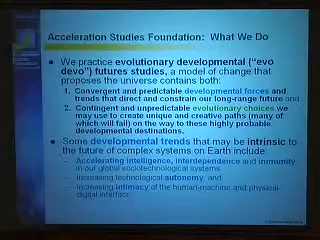 Acceleration Studies Foundation: What We Do
We practice evolutionary developmental ("evo
devo") futures studies, a model of change that
proposes the universe contains both:
1. Convergent and predictable developmental forces and
trends that direct and constrain our long-range future and
2. Contingent and unpredictable evolutionary choices we
may use to create unique and creative paths (many of
which will fail) on the way to these highly probable
developmental destinations.
Some developmental trends that may be intrinsic to
the future of complex systems on Earth include:
– Accelerating intelligence, interdependence and immunity
in our global sociotechnological systems
– Increasing technological autonomy, and
– Increasing intimacy of the human-machine and physical-
digital interface.